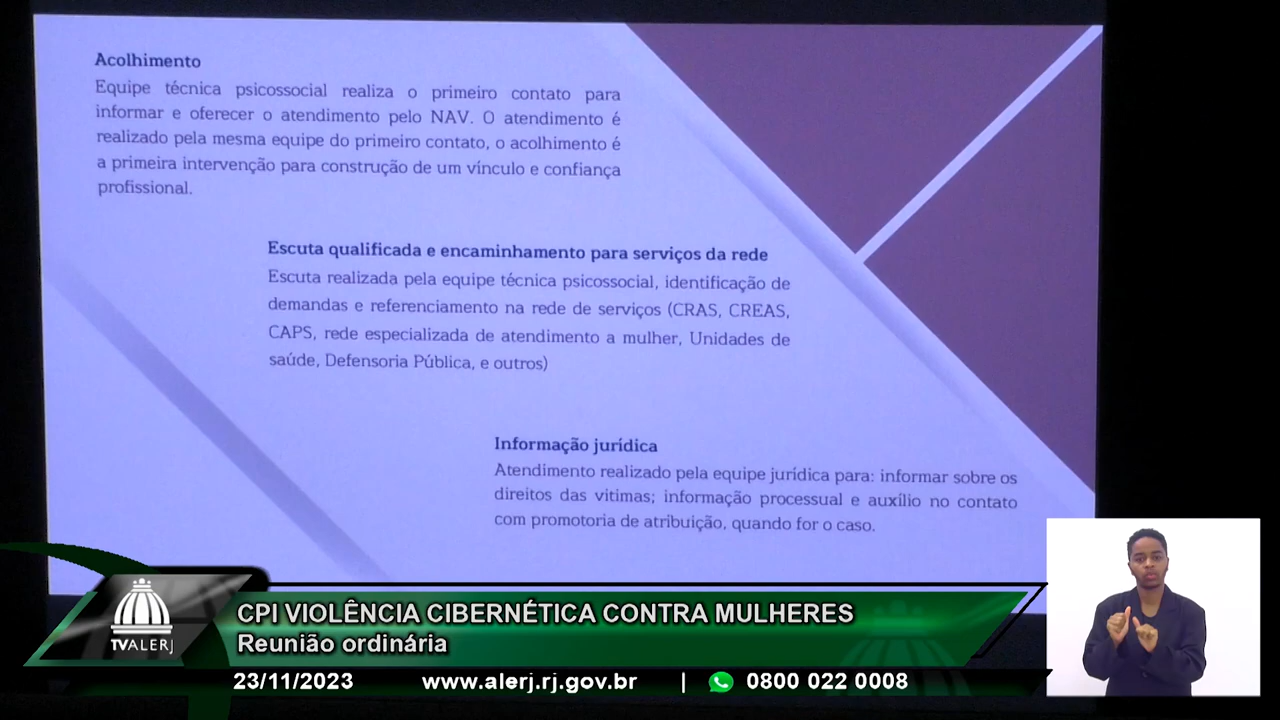 Acolhimento
Equipe técnica psicossocial realiza o primeiro contato para
informar e oferecer o atendimento pelo NAV. O atendimento é
realizado pela mesma equipe do primeiro contato, o acolhimento é
a primeira intervenção para construção de um vínculo e confiança
profissional.
Escuta qualificada e encaminhamento para serviços da rede
Escuta realizada pela equipe técnica psicossocial, identificação de
demandas e referenciamento na rede de serviços (CRAS, CREAS,
CAPS, rede especializada de atendimento a mulher, Unidades de
saúde, Defensoria Pública, e outros)
Informação jurídica
Atendimento realizado pela equipe jurídica para: informar sobre os
direitos das vitimas; informação processual e auxílio no contato
com promotoria de atribuição, quando for o caso.
CPI VIOLÊNCIA CIBERNÉTICA CONTRA MULHERES
Reunião ordinária
TVALERJ
23/11/2023 www.alerj.rj.gov.br | 0800 022 0008